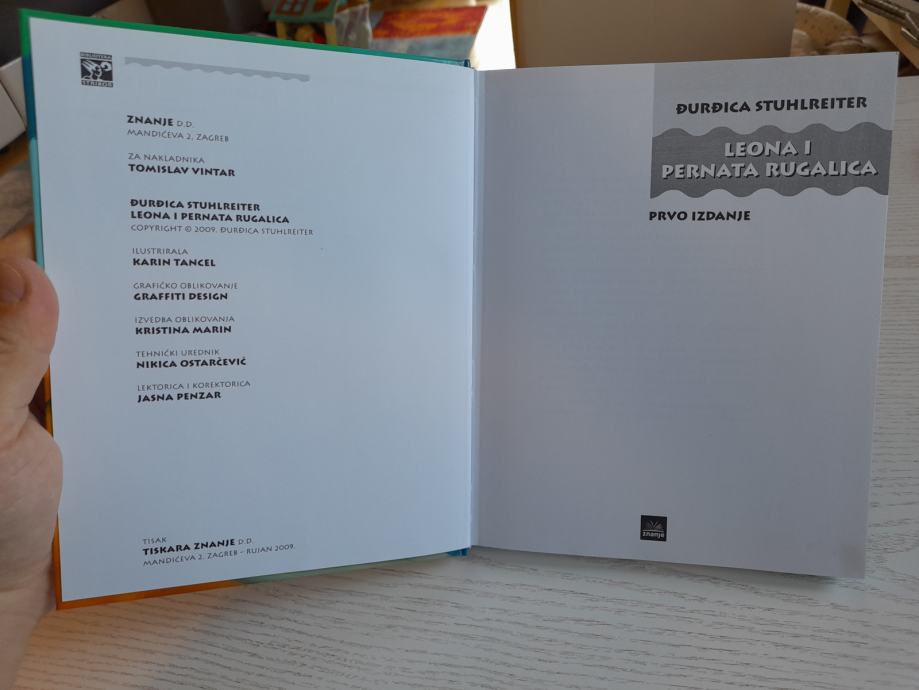 BIBLIOTEKA
STRIBOR
ZNANJE D.D.
MANDIĆEVA 2, ZAGREB
ZA NAKLADNIKA
TOMISLAV VINTAR
ĐURĐICA STUHLREITER
LEONA I PERNATA RUGALICA
COPYRIGHT © 2009. ĐURĐICA STUHLREITER
ILUSTRIRALA
KARIN TANCEL
GRAFIČKO OBLIKOVANJE
GRAFFITI DESIGN
IZVEDBA OBLIKOVANJA
KRISTINA MARIN
TEHNIČKI UREDNIK
NIKICA OSTARČEVIĆ
LEKTORICA I KOREKTORICA
JASNA PENZAR
TISAK
TISKARA ZNANJE D.D.
MANDIĆEVA 2, ZAGREB – RUJAN 2009.
ĐURĐICA STUHLREITER
LEONA I
PERNATA RUGALICA
PRVO IZDANJE
znanje